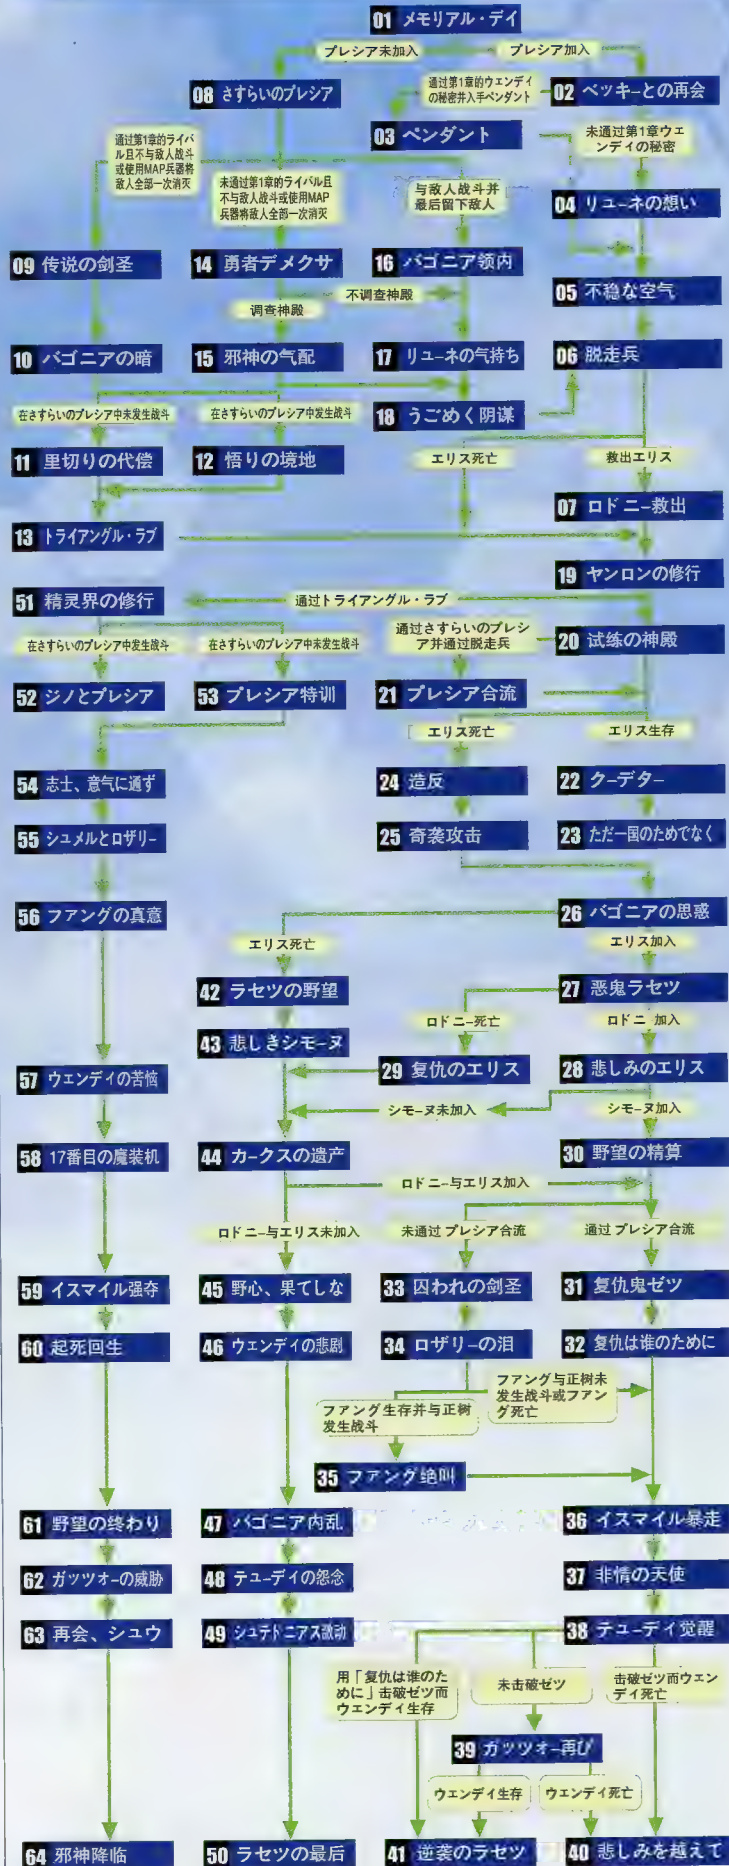 01 メモリアル・デイ
プレシア未加入
プレシア加入
08 さすらいのプレシア
通过第1章的ウェンディ
の秘密并入手ペンダント
02 ベッキーとの再会
03 ペンダント
通过第1章的ライバ
ル且不与敌人战斗
或使用MAP兵器将
敌人全部一次消灭
未通过第1章ウェ
ンディの秘密
未通过第1章的ライバル且
不与敌人战斗或使用MAP
兵器将敌人全部一次消灭
与敌人战斗并
最后留下敌人
04 リューネの想い
09 传说の剑圣
14 勇者デメクサ
16 バゴニア领内
05 不稳な空气
不调查神殿
调查神殿
10 バゴニアの暗
15 邪神の气配
17 リューネの气持ち
06 脱走兵
18 うごめく阴谋
在さすらいのプレシア中未发生战斗
在さすらいのプレシア中发生战斗
11 里切りの代偿
12 悟りの境地
エリス死亡
救出エリス
07 ロドニー救出
13 トライアングル・ラブ
19 ヤンロンの修行
51 精灵界の修行
通过トライアングル・ラブ
在さすらいのプレシア中发生战斗
在さすらいのプレシア中未发生战斗
通过さすらいのプレシ
ア并通过脱走兵
20 试练の神殿
52 ジノとプレシア
53 プレシア特训
21 プレシア合流
エリス死亡
エリス生存
54 志士、意气に通ず
24 造反
22 クーデター
55 シュメルとロザリー
25 奇袭攻击
23 ただ一国のためでなく
56 ファングの真意
26 バゴニアの思惑
エリス死亡
エリス加入
42 ラセツの野望
27 恶鬼ラセツ
ロドニー死亡
ロドニー 加入
43 悲しきシモーヌ
29 复仇のエリス
28 悲しみのエリス
57 ウェンディの苦恼
シモーヌ未加入
シモーヌ加入
58 17番目の魔装机
44 カークスの遗产
30 野望の精算
ロドニー与エリス加入
ロドニー与エリス未加入
未通过 プレシア合流
通过 プレシア合流
59 イスマイル强夺
45 野心、果てしな
33 囚われの剑圣
31 复仇鬼ゼツ
60 起死回生
46 ウェンディの悲剧
34 ロザリーの泪
32 复仇は谁のために
ファング生存并与正树
发生战斗
ファング与正树未
发生战斗或ファン
グ死亡
35 ファング绝叫
61 野望の终わり
47 バゴニア内乱
36 イスマイル暴走
62 ガッツォーの威胁
48 テューディの怨念
37 非情の天使
63 再会、シュウ
49 シュテドニアス激动
38 テューディ觉醒
用「复仇は谁のた
めに」击破ゼツ而
ウェンディ生存
未击破ゼツ
击破ゼツ而ウェン
ディ死亡
39 ガッツォー再び
ウェンディ生存
ウェンディ死亡
64 邪神降临
50 ラセツの最后
41 逆袭のラセツ
40 悲しみを越えて